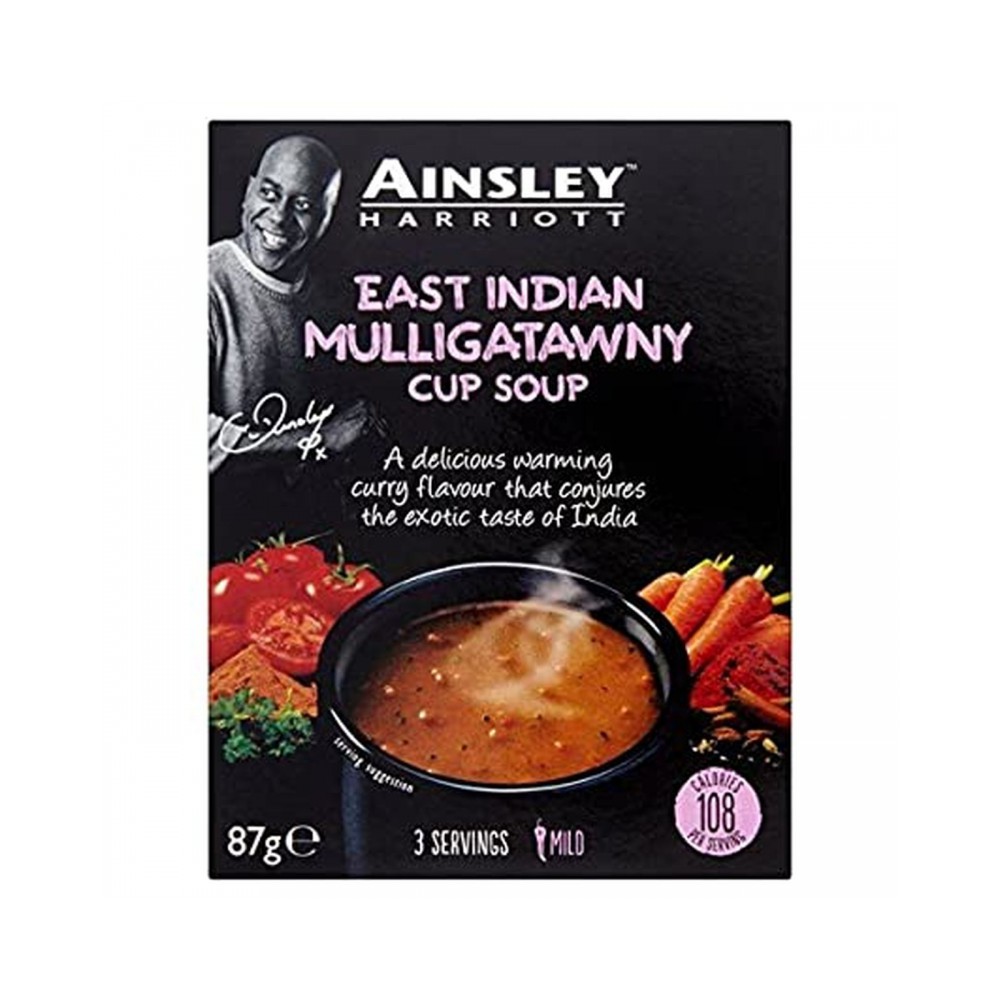 AINSLEY™
HARRIOTT
EAST INDIAN
MULLIGATAWNY
CUP SOUP
A delicious warming
curry flavour that conjures
the exotic taste of India
serving suggestion
87g℮
3 SERVINGS
MILD
CALORIES
108
PER SERVING